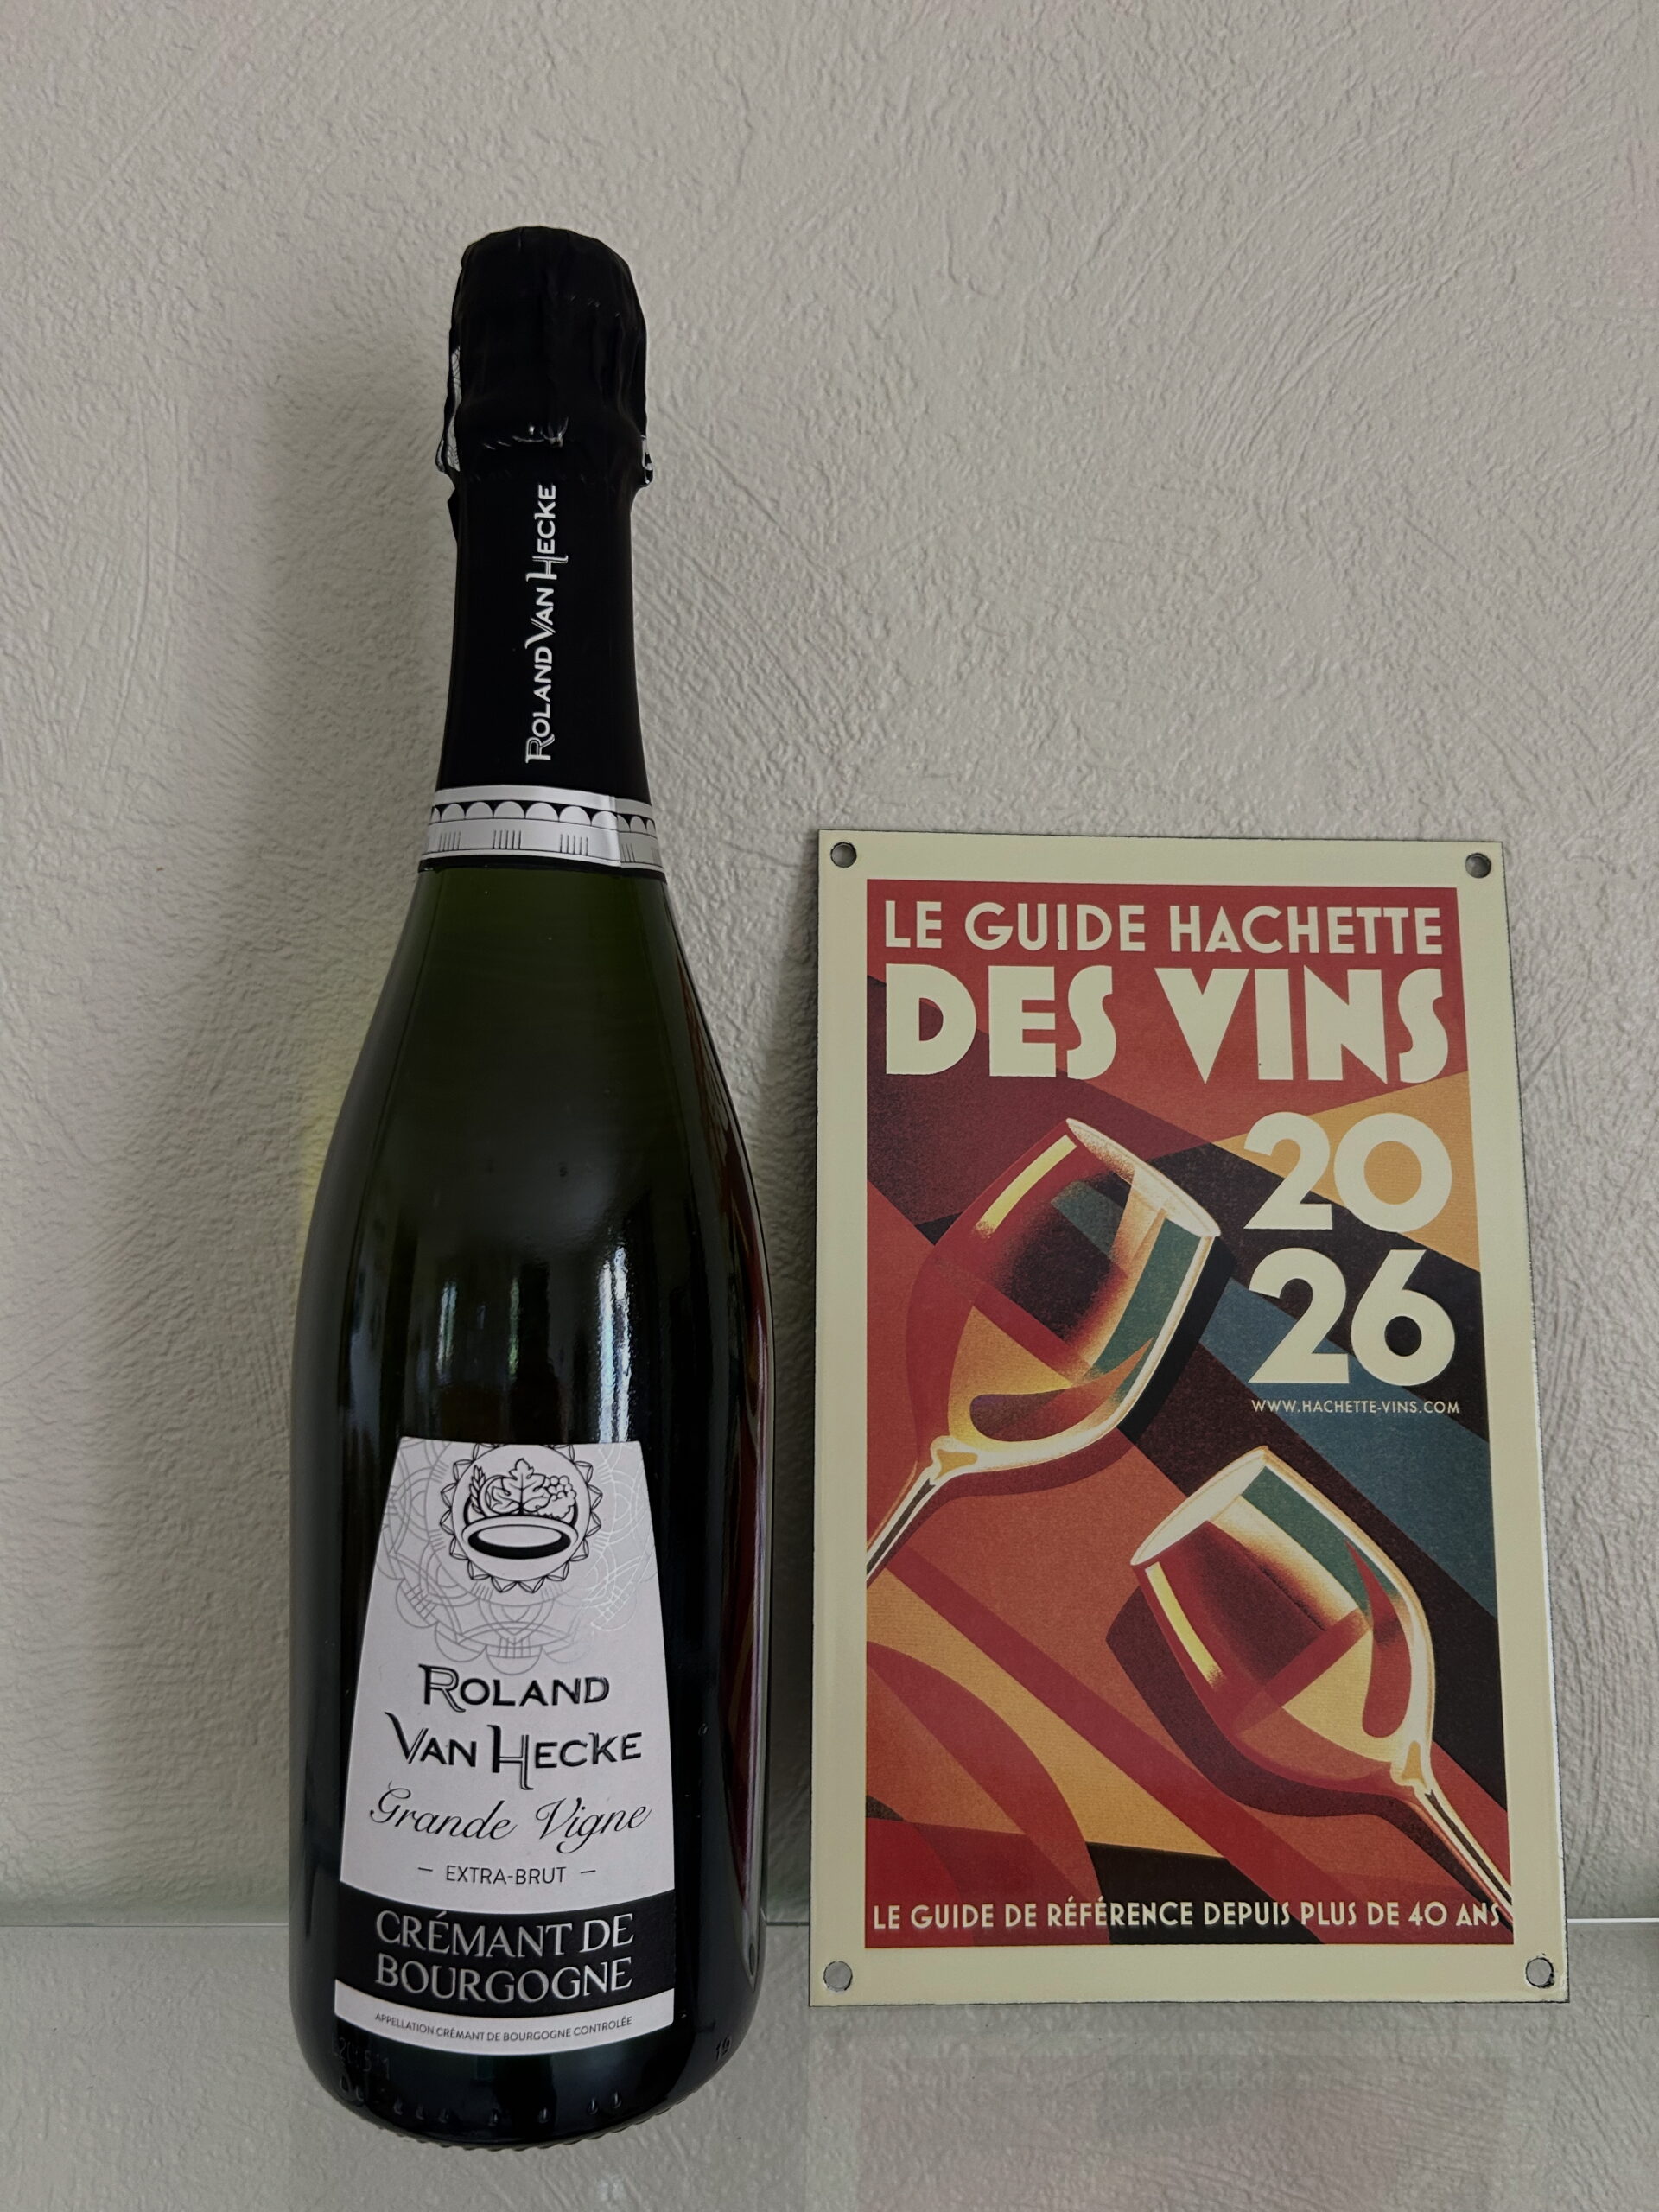 ROLAND VAN HECKE
ROLAND
VAN HECKE
Grande Vigne
– EXTRA-BRUT –
CRÉMANT DE
BOURGOGNE
APPELLATION CRÉMANT DE BOURGOGNE CONTROLÉE
LE GUIDE HACHETTE
DES VINS
20
26
WWW.HACHETTE-VINS.COM
LE GUIDE DE RÉFÉRENCE DEPUIS PLUS DE 40 ANS